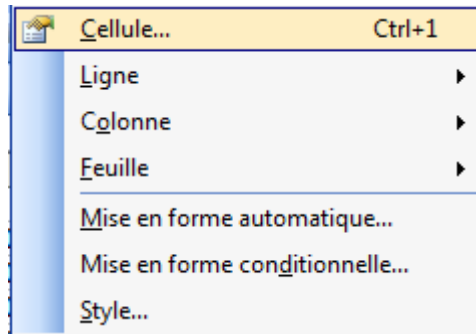 Cellule... Ctrl+1
Ligne
Colonne
Feuille
Mise en forme automatique...
Mise en forme conditionnelle...
Style...